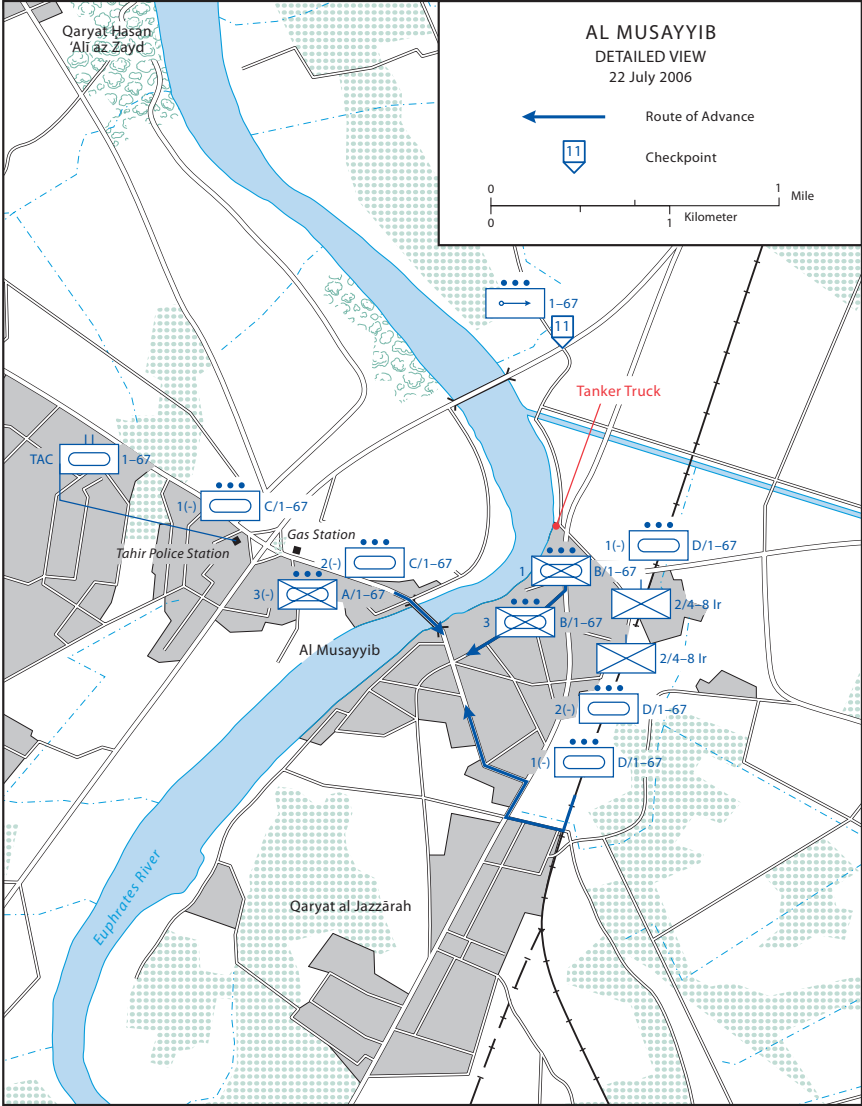 AL MUSAYYIB
DETAILED VIEW
22 July 2006
Route of Advance
11
Checkpoint
0
1
Mile
0
Kilometer
1
Qaryat Hasan
'Alī az Zayd
1–67
11
Tanker Truck
TAC
1–67
1(-)
C/1–67
Tahir Police Station
Gas Station
2(-)
C/1–67
3(-)
A/1–67
1(-)
D/1–67
1
B/1–67
2/4–8 Ir
3
B/1–67
Al Musayyib
2/4–8 Ir
2(-)
D/1–67
1(-)
D/1–67
Euphrates River
Qaryat al Jazzārah